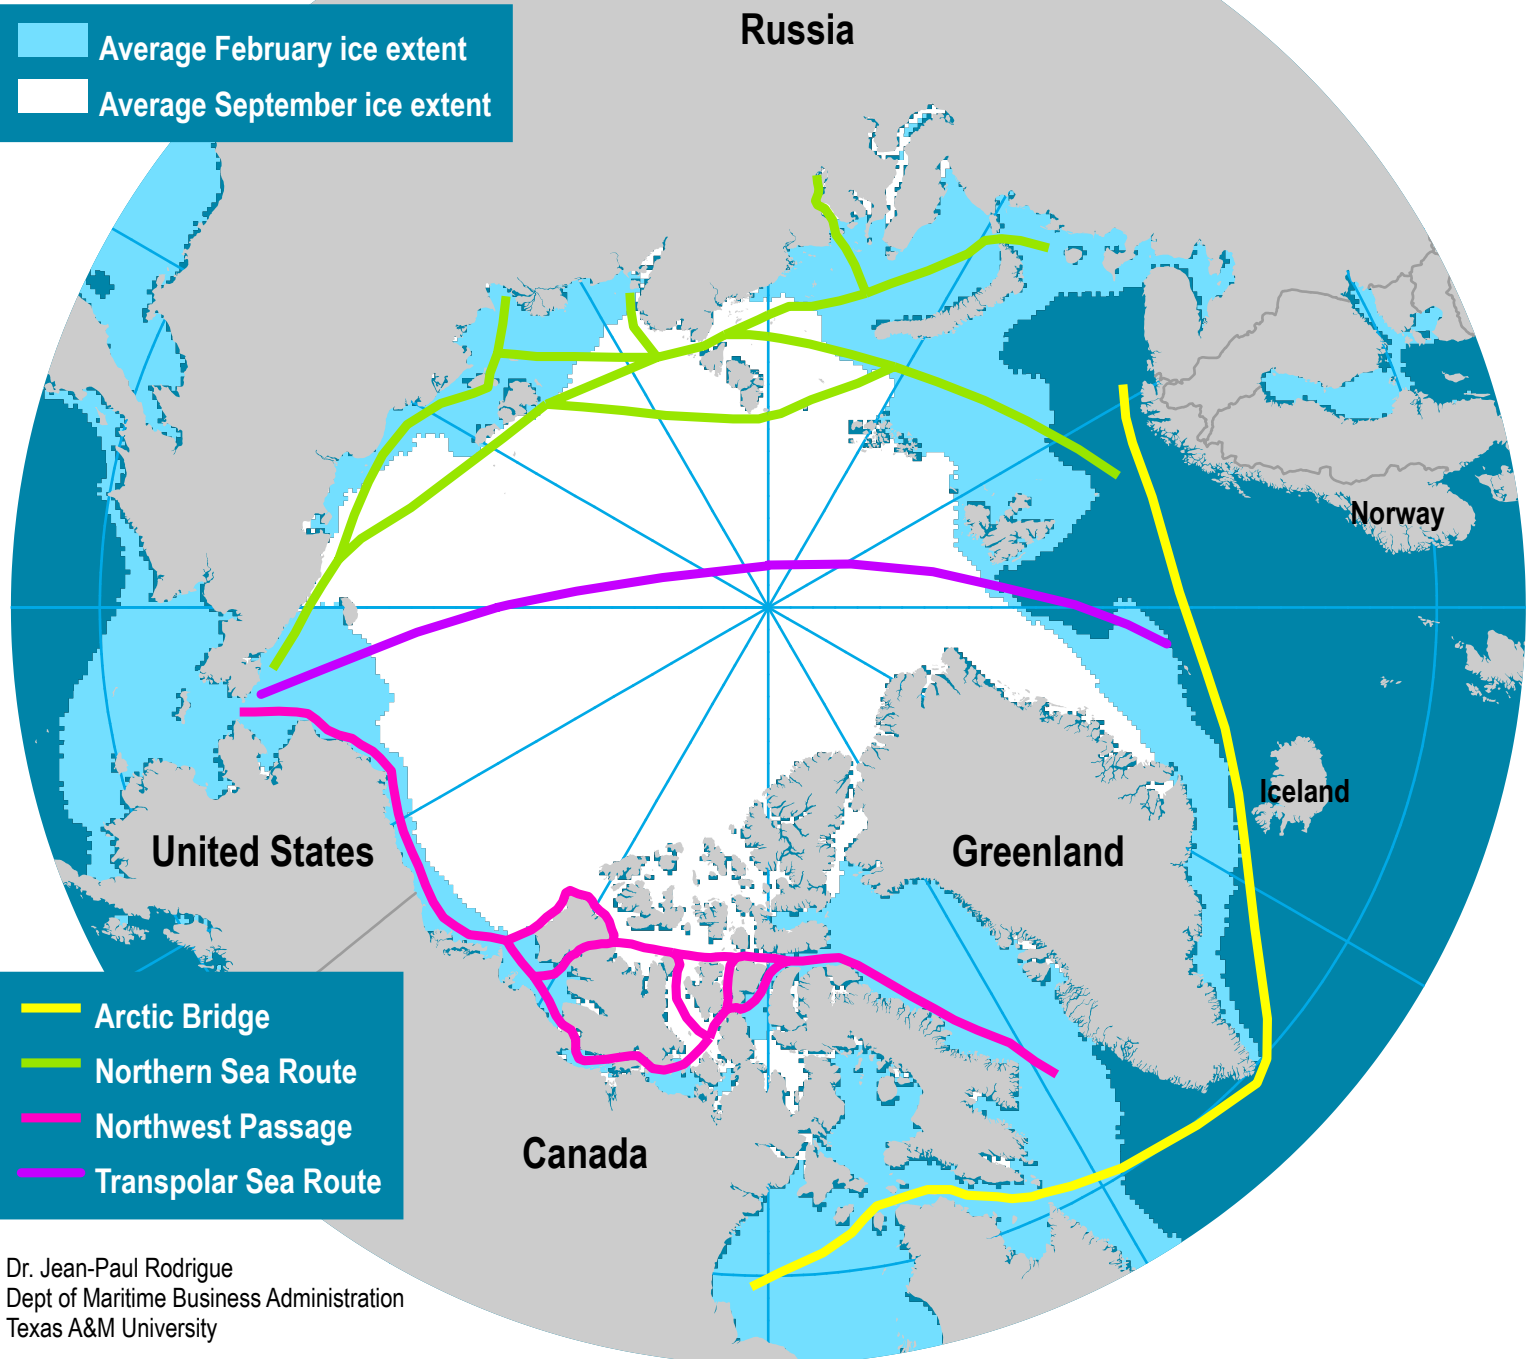 Average February ice extent
Average September ice extent
Russia
Norway
Iceland
United States
Greenland
Canada
Arctic Bridge
Northern Sea Route
Northwest Passage
Transpolar Sea Route
Dr. Jean-Paul Rodrigue
Dept of Maritime Business Administration
Texas A&M University